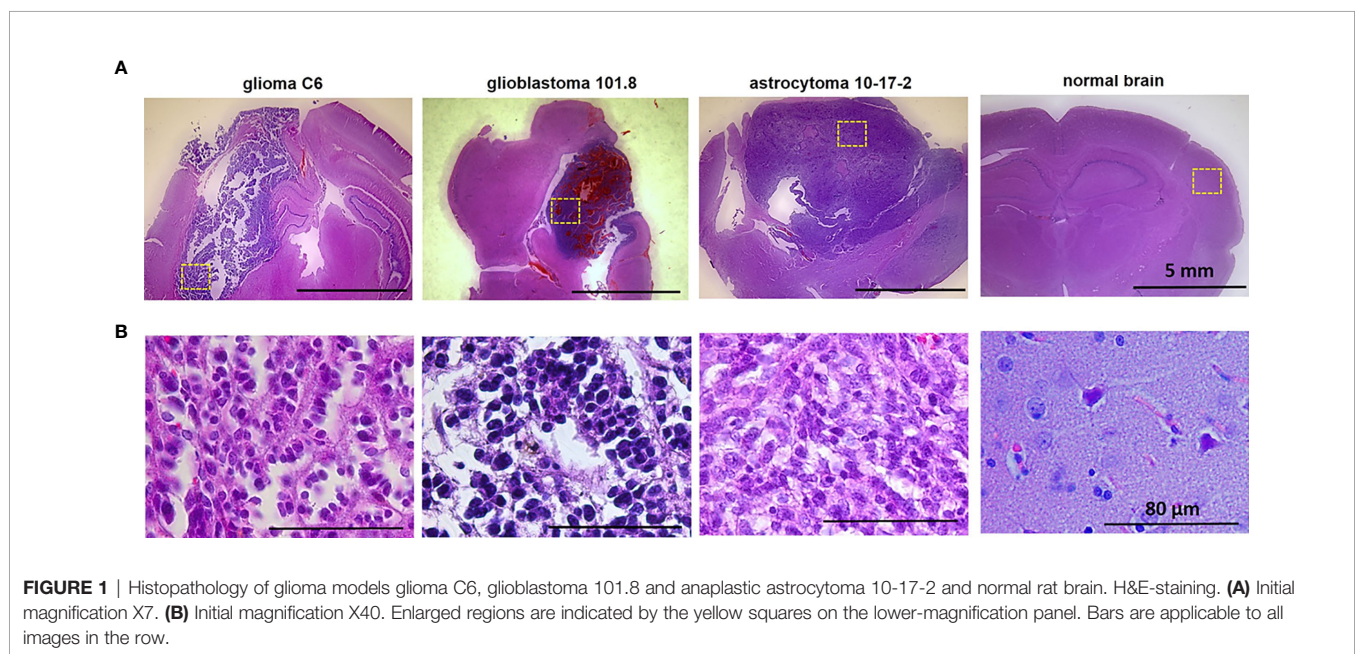 A
glioma C6 glioblastoma 101.8 astrocytoma 10-17-2 normal brain
5 mm
B
80 µm
FIGURE 1 | Histopathology of glioma models glioma C6, glioblastoma 101.8 and anaplastic astrocytoma 10-17-2 and normal rat brain. H&E-staining. (A) Initial
magnification X7. (B) Initial magnification X40. Enlarged regions are indicated by the yellow squares on the lower-magnification panel. Bars are applicable to all
images in the row.